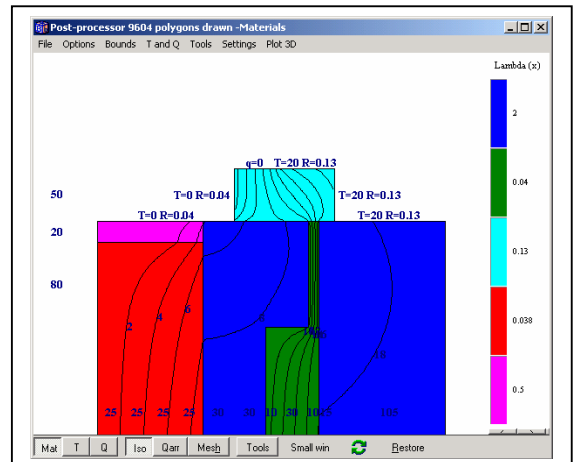 Post-processor 9604 polygons drawn -Materials
File Options Bounds T and Q Tools Settings Plot 3D
Lambda (x)
2
0.04
0.13
0.038
0.5
q=0 T=20 R=0.13
50 T=0 R=0.04 T=20 R=0.13
T=0 R=0.04 T=20 R=0.13
20
80
2 4 6 8
18
25 25 25 25 30 20 10 30 10
Mat T Q Iso Qarr Mesh Tools Small win Restore